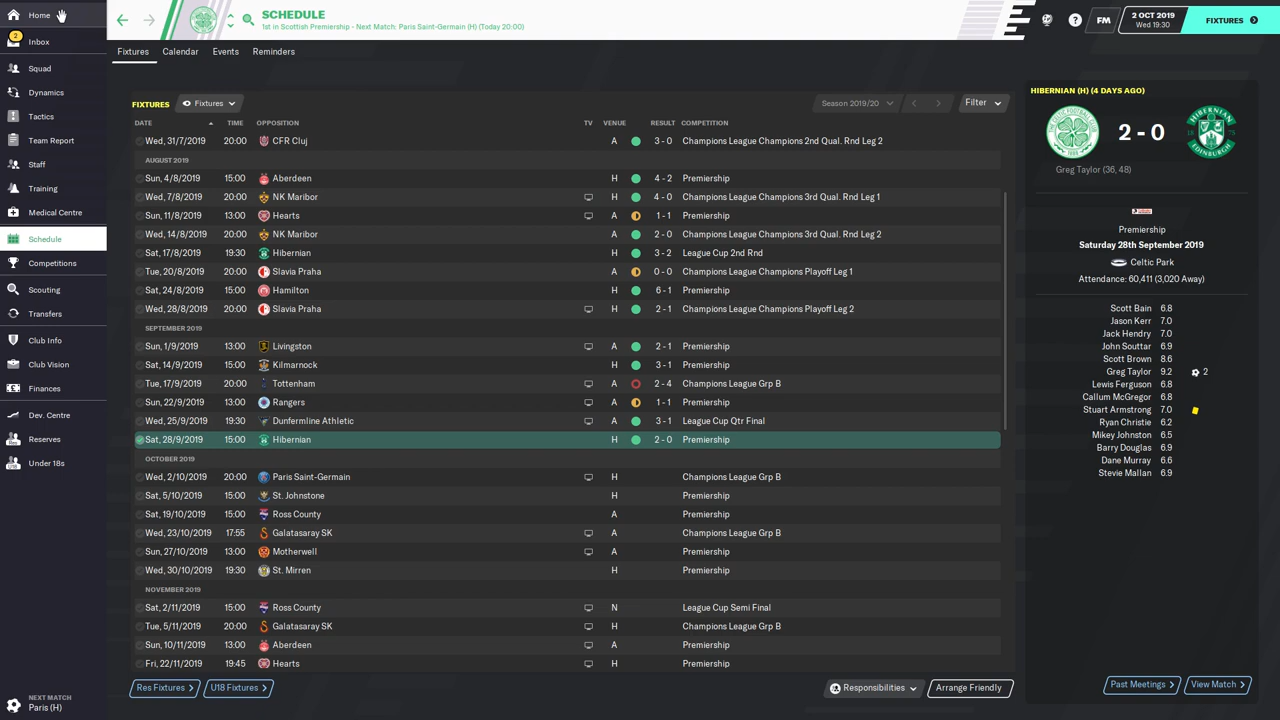 Home
2
Inbox
Squad
Dynamics
Tactics
Team Report
Staff
Training
Medical Centre
Schedule
Competitions
Scouting
Transfers
Club Info
Club Vision
Finances
Dev. Centre
Reserves
Under 18s
NEXT MATCH
Paris (H)
SCHEDULE
1st in Scottish Premiership - Next Match: Paris Saint-Germain (H) (Today 20:00)
FM
2 OCT 2019
Wed 19:30
FIXTURES
Fixtures Calendar Events Reminders
FIXTURES Fixtures Season 2019/20 Filter
DATE TIME OPPOSITION TV VENUE RESULT COMPETITION
Wed, 31/7/2019 20:00 CFR Cluj A 3 - 0 Champions League Champions 2nd Qual. Rnd Leg 2
AUGUST 2019
Sun, 4/8/2019 15:00 Aberdeen H 4 - 2 Premiership
Wed, 7/8/2019 20:00 NK Maribor H 4 - 0 Champions League Champions 3rd Qual. Rnd Leg 1
Sun, 11/8/2019 13:00 Hearts A 1 - 1 Premiership
Wed, 14/8/2019 20:00 NK Maribor A 2 - 0 Champions League Champions 3rd Qual. Rnd Leg 2
Sat, 17/8/2019 19:30 Hibernian H 3 - 2 League Cup 2nd Rnd
Tue, 20/8/2019 20:00 Slavia Praha A 0 - 0 Champions League Champions Playoff Leg 1
Sat, 24/8/2019 15:00 Hamilton H 6 - 1 Premiership
Wed, 28/8/2019 20:00 Slavia Praha H 2 - 1 Champions League Champions Playoff Leg 2
SEPTEMBER 2019
Sun, 1/9/2019 13:00 Livingston A 2 - 1 Premiership
Sat, 14/9/2019 15:00 Kilmarnock H 3 - 1 Premiership
Tue, 17/9/2019 20:00 Tottenham A 2 - 4 Champions League Grp B
Sun, 22/9/2019 13:00 Rangers A 1 - 1 Premiership
Wed, 25/9/2019 19:30 Dunfermline Athletic A 3 - 1 League Cup Qtr Final
Sat, 28/9/2019 15:00 Hibernian H 2 - 0 Premiership
OCTOBER 2019
Wed, 2/10/2019 20:00 Paris Saint-Germain H Champions League Grp B
Sat, 5/10/2019 15:00 St. Johnstone H Premiership
Sat, 19/10/2019 15:00 Ross County A Premiership
Wed, 23/10/2019 17:55 Galatasaray SK A Champions League Grp B
Sun, 27/10/2019 13:00 Motherwell A Premiership
Wed, 30/10/2019 19:30 St. Mirren H Premiership
NOVEMBER 2019
Sat, 2/11/2019 15:00 Ross County N League Cup Semi Final
Tue, 5/11/2019 20:00 Galatasaray SK H Champions League Grp B
Sun, 10/11/2019 13:00 Aberdeen A Premiership
Fri, 22/11/2019 19:45 Hearts H Premiership
Res Fixtures U18 Fixtures Responsibilities Arrange Friendly
HIBERNIAN (H) (4 DAYS AGO)
2 - 0
Greg Taylor (36, 48)
Premiership
Saturday 28th September 2019
Celtic Park
Attendance: 60,411 (3,020 Away)
Scott Bain 6.8
Jason Kerr 7.0
Jack Hendry 7.0
John Souttar 6.9
Scott Brown 8.6
Greg Taylor 9.2 2
Lewis Ferguson 6.8
Callum McGregor 6.8
Stuart Armstrong 7.0
Ryan Christie 6.2
Mikey Johnston 6.5
Barry Douglas 6.9
Dane Murray 6.6
Stevie Mallan 6.9
Past Meetings View Match